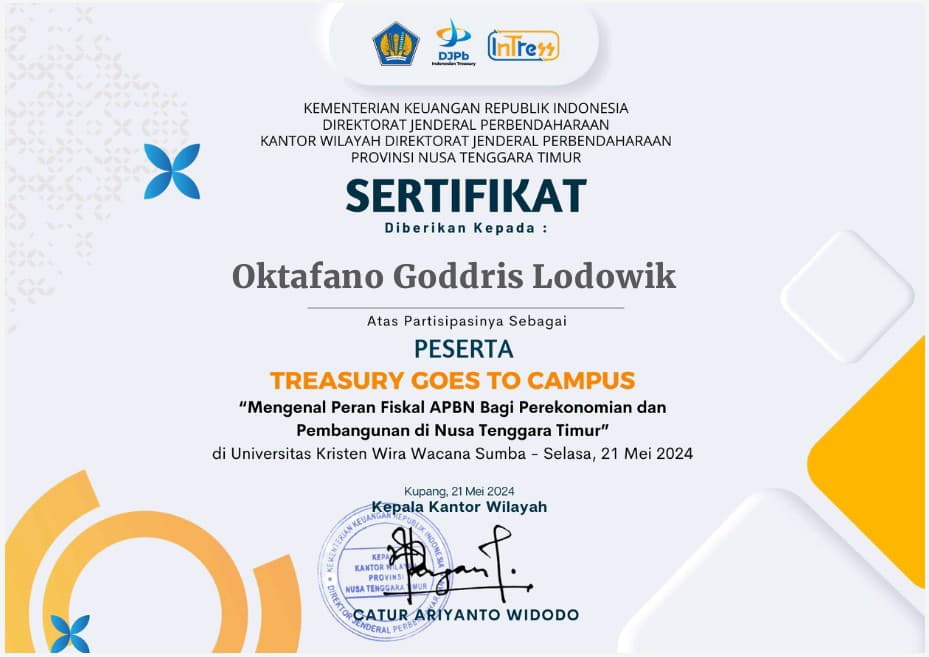 DJPb
Indonesian Treasury
InTress
KEMENTERIAN KEUANGAN REPUBLIK INDONESIA
DIREKTORAT JENDERAL PERBENDAHARAAN
KANTOR WILAYAH DIREKTORAT JENDERAL PERBENDAHARAAN
PROVINSI NUSA TENGGARA TIMUR
SERTIFIKAT
Diberikan Kepada :
Oktafano Goddris Lodowik
Atas Partisipasinya Sebagai
PESERTA
TREASURY GOES TO CAMPUS
“Mengenal Peran Fiskal APBN Bagi Perekonomian dan
Pembangunan di Nusa Tenggara Timur”
di Universitas Kristen Wira Wacana Sumba - Selasa, 21 Mei 2024
Kupang, 21 Mei 2024
Kepala Kantor Wilayah
KEMENTERIAN KEUANGAN REPUBLIK INDONESIA
KANTOR WILAYAH
PROVINSI
NUSA TENGGARA TIMUR
JENDERAL
CATUR ARIYANTO WIDODO